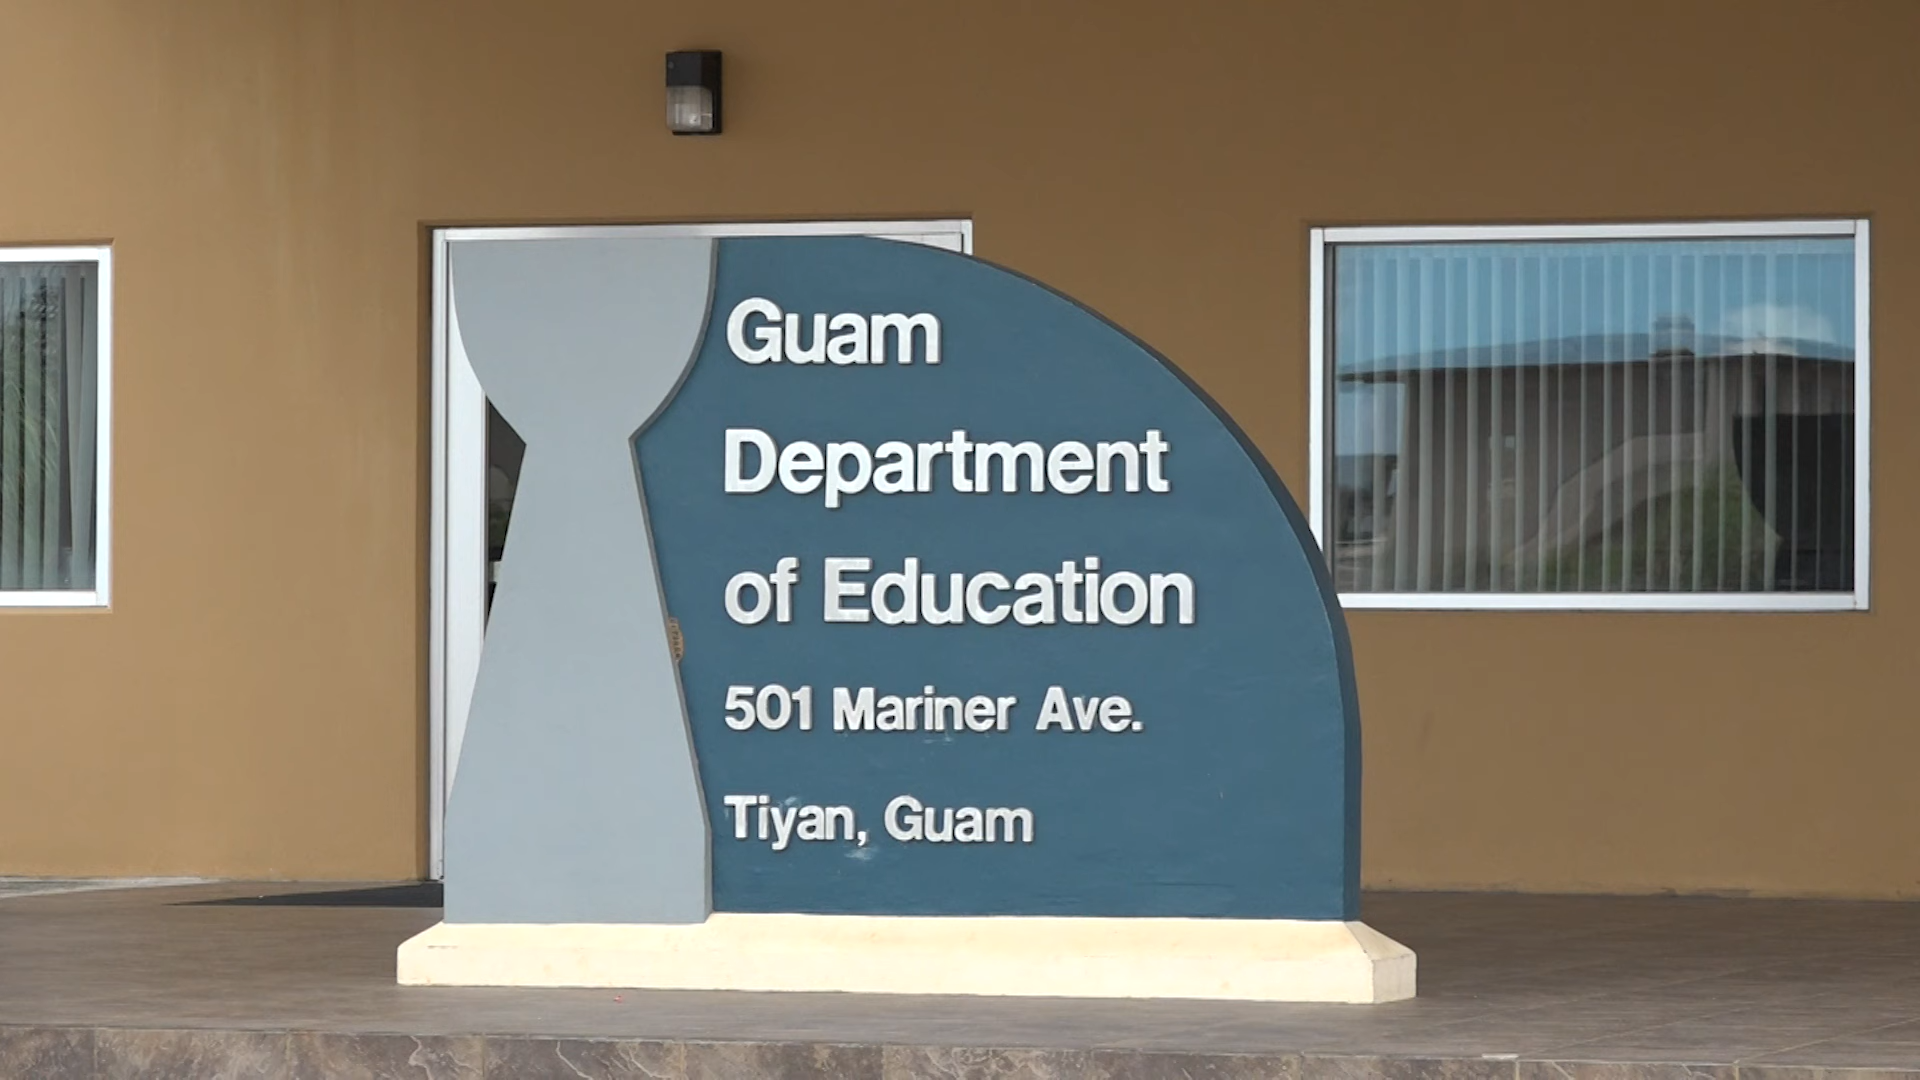 Guam
Department
of Education
501 Mariner Ave.
Tiyan, Guam